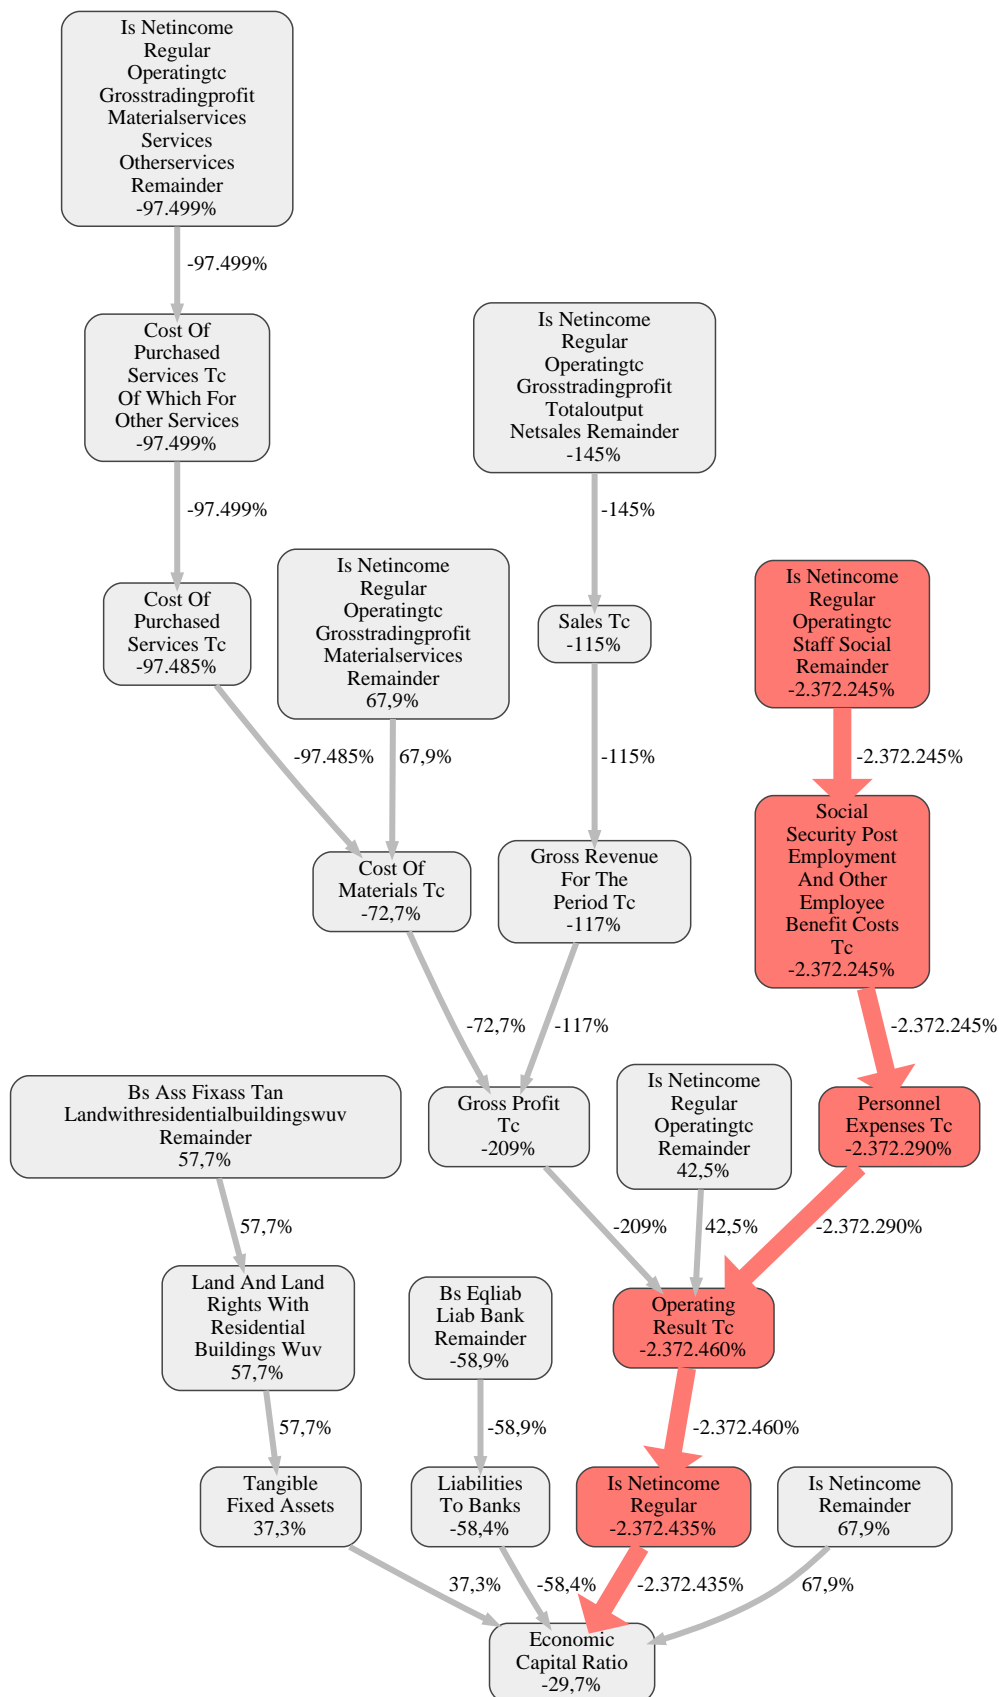 Is Netincome
Regular
Operatingtc
Grosstradingprofit
Materialservices
Services
Otherservices
Remainder
-97.499%
-97.499%
Cost Of
Purchased
Services Tc
Of Which For
Other Services
-97.499%
Is Netincome
Regular
Operatingtc
Grosstradingprofit
Totaloutput
Netsales Remainder
-145%
-97.499%
-145%
Cost Of
Purchased
Services Tc
-97.485%
Is Netincome
Regular
Operatingtc
Grosstradingprofit
Materialservices
Remainder
67,9%
Sales Tc
-115%
Is Netincome
Regular
Operatingtc
Staff Social
Remainder
-2.372.245%
-97.485%
67,9%
-115%
-2.372.245%
Cost Of
Materials Tc
-72,7%
Gross Revenue
For The
Period Tc
-117%
Social
Security Post
Employment
And Other
Employee
Benefit Costs
Tc
-2.372.245%
-72,7%
-117%
-2.372.245%
Bs Ass Fixass Tan
Landwithresidentialbuildingswuv
Remainder
57,7%
Gross Profit
Tc
-209%
Is Netincome
Regular
Operatingtc
Remainder
42,5%
Personnel
Expenses Tc
-2.372.290%
57,7%
-209%
42,5%
-2.372.290%
Land And Land
Rights With
Residential
Buildings Wuv
57,7%
Bs Eqliab
Liab Bank
Remainder
-58,9%
Operating
Result Tc
-2.372.460%
57,7%
-58,9%
-2.372.460%
Tangible
Fixed Assets
37,3%
Liabilities
To Banks
-58,4%
Is Netincome
Regular
-2.372.435%
Is Netincome
Remainder
67,9%
37,3%
-58,4%
-2.372.435%
67,9%
Economic
Capital Ratio
-29,7%